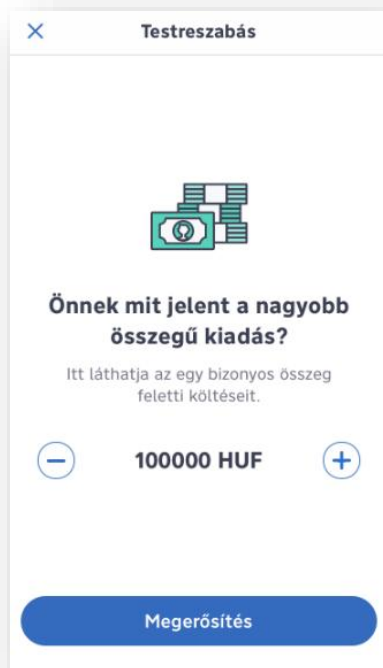 Testreszabás
Önnek mit jelent a nagyobb
összegű kiadás?
Itt láthatja az egy bizonyos összeg
feletti költéseit.
100000 HUF
Megerősítés